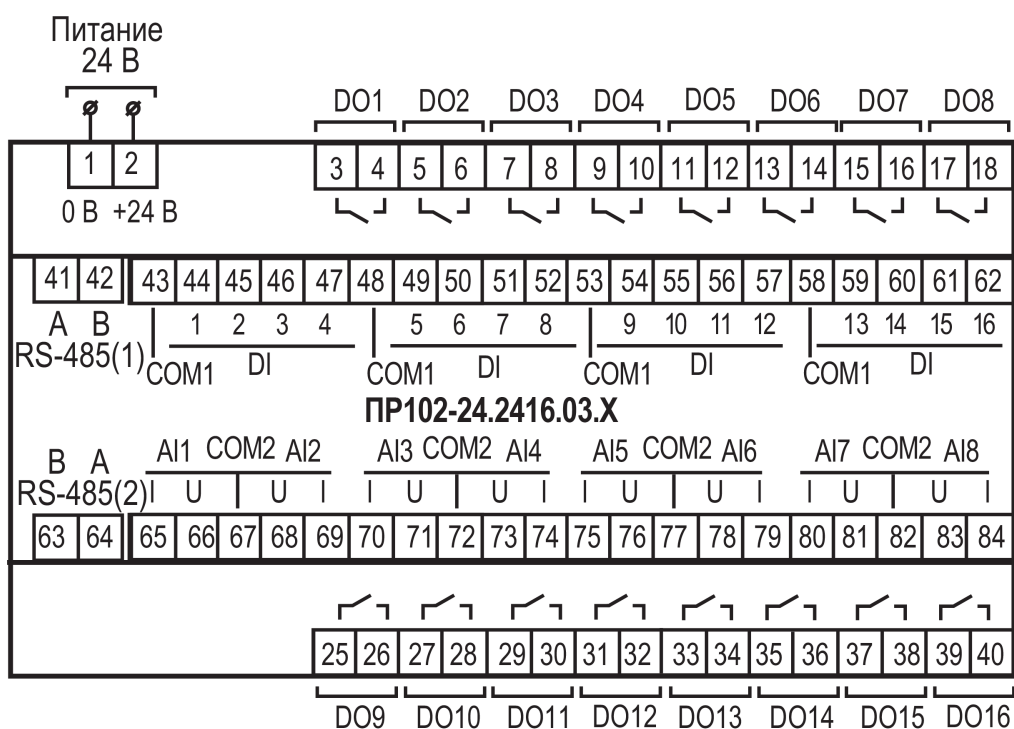 Питание
24 В
DO1 DO2 DO3 DO4 DO5 DO6 DO7 DO8
1 2 3 4 5 6 7 8 9 10 11 12 13 14 15 16 17 18
0 В +24 В
41 42 43 44 45 46 47 48 49 50 51 52 53 54 55 56 57 58 59 60 61 62
A B 1 2 3 4 5 6 7 8 9 10 11 12 13 14 15 16
RS-485(1) COM1 DI COM1 DI COM1 DI COM1 DI
ПР102-24.2416.03.X
B A AI1 COM2 AI2 AI3 COM2 AI4 AI5 COM2 AI6 AI7 COM2 AI8
RS-485(2) I U U I I U U I I U U I I U U I
63 64 65 66 67 68 69 70 71 72 73 74 75 76 77 78 79 80 81 82 83 84
25 26 27 28 29 30 31 32 33 34 35 36 37 38 39 40
DO9 DO10 DO11 DO12 DO13 DO14 DO15 DO16